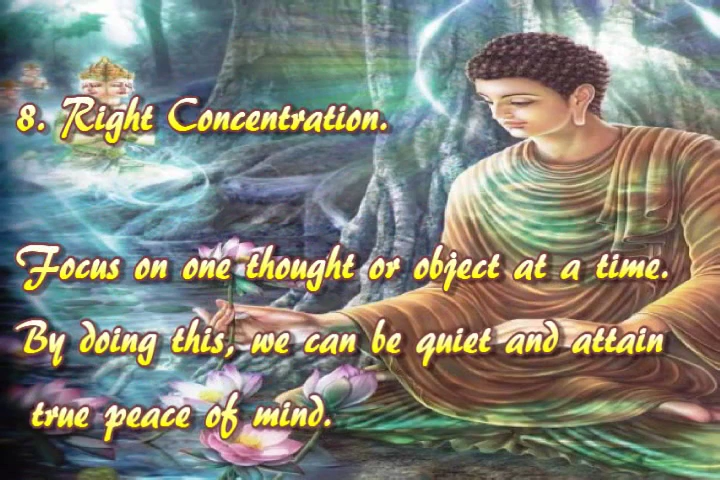 8. Right Concentration.
Focus on one thought or object at a time.
By doing this, we can be quiet and attain
true peace of mind.